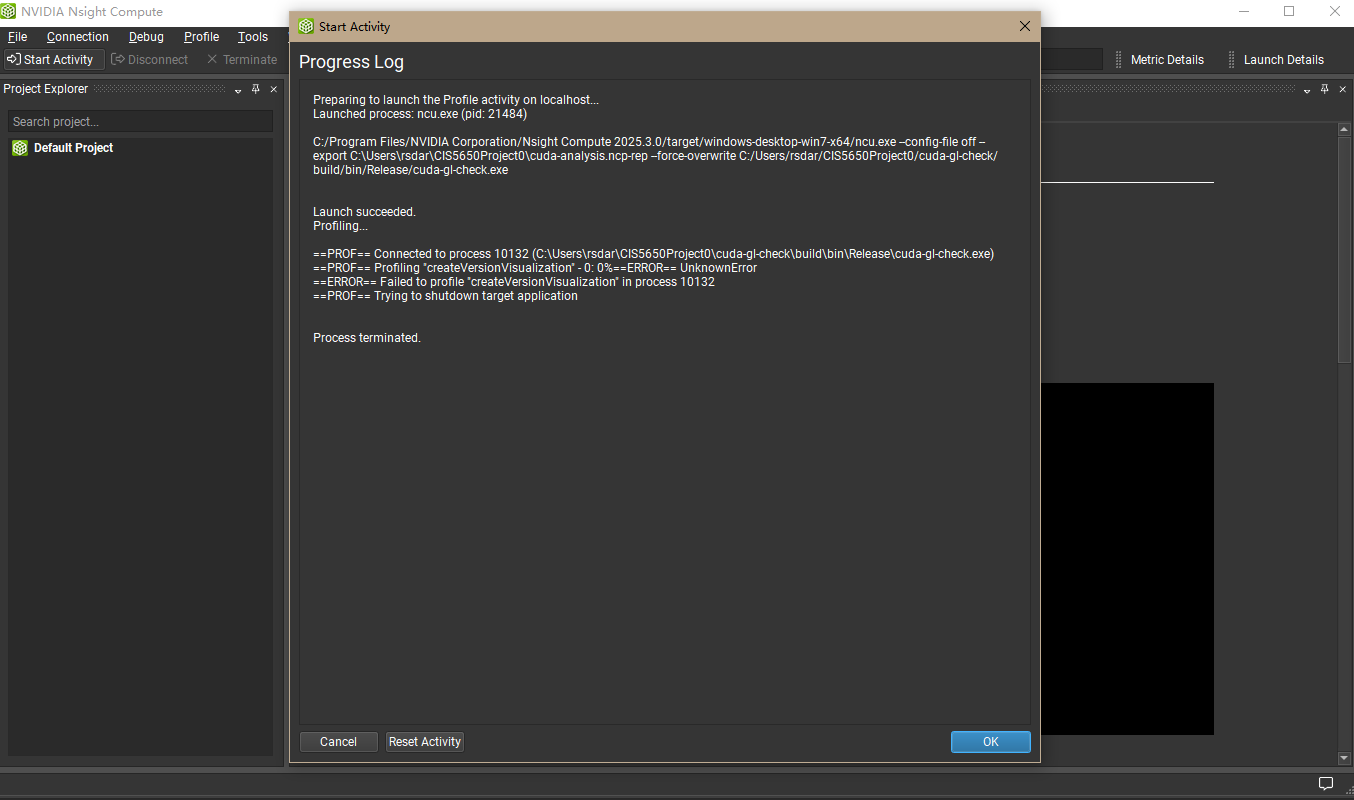 NVIDIA Nsight Compute
File Connection Debug Profile Tools
Start Activity Disconnect Terminate
Metric Details Launch Details
Project Explorer
Search project...
Default Project
Start Activity
Progress Log
Preparing to launch the Profile activity on localhost...
Launched process: ncu.exe (pid: 21484)
C:/Program Files/NVIDIA Corporation/Nsight Compute 2025.3.0/target/windows-desktop-win7-x64/ncu.exe –config-file off –
export C:\Users\rsdar\CIS5650Project0\cuda-analysis.ncp-rep –force-overwrite C:/Users/rsdar/CIS5650Project0/cuda-gl-check/
build/bin/Release/cuda-gl-check.exe
Launch succeeded.
Profiling...
==PROF== Connected to process 10132 (C:\Users\rsdar\CIS5650Project0\cuda-gl-check\build\bin\Release\cuda-gl-check.exe)
==PROF== Profiling "createVersionVisualization" - 0: 0%==ERROR== UnknownError
==ERROR== Failed to profile "createVersionVisualization" in process 10132
==PROF== Trying to shutdown target application
Process terminated.
Cancel Reset Activity OK